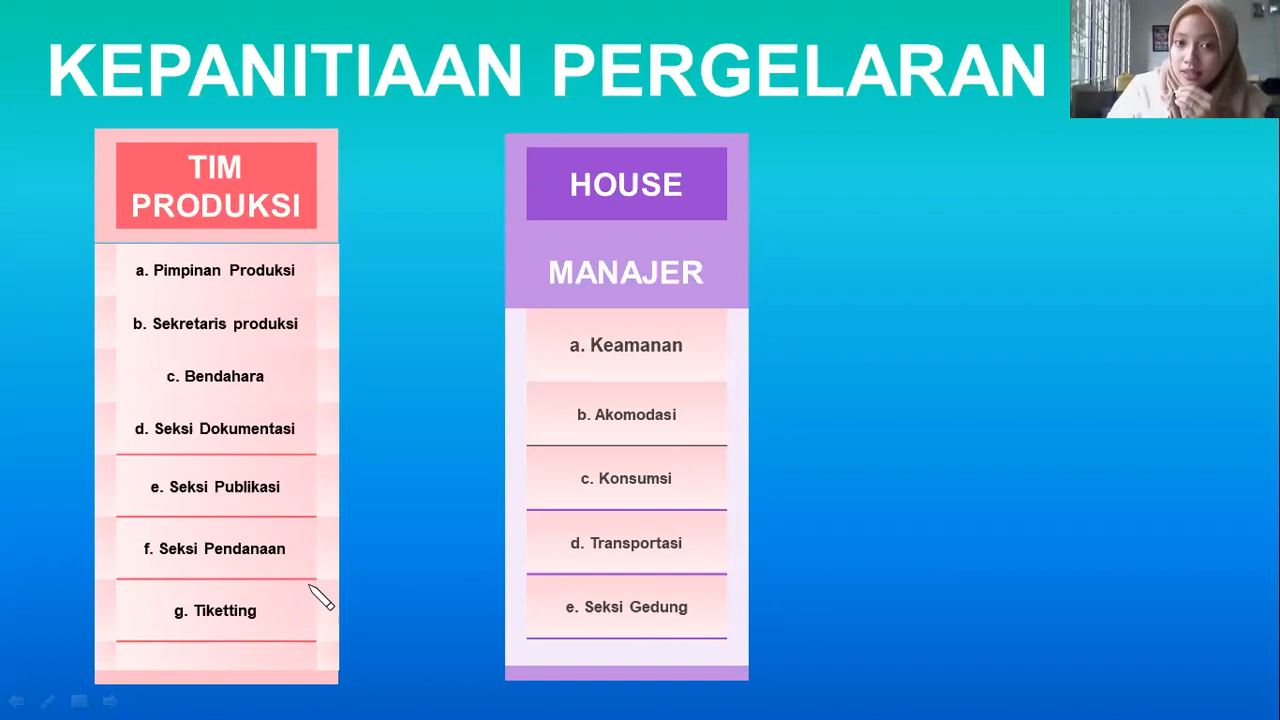 KEPANITIAAN PERGELARAN
TIM
PRODUKSI
a. Pimpinan Produksi
b. Sekretaris produksi
c. Bendahara
d. Seksi Dokumentasi
e. Seksi Publikasi
f. Seksi Pendanaan
g. Tiketting
HOUSE
MANAJER
a. Keamanan
b. Akomodasi
c. Konsumsi
d. Transportasi
e. Seksi Gedung